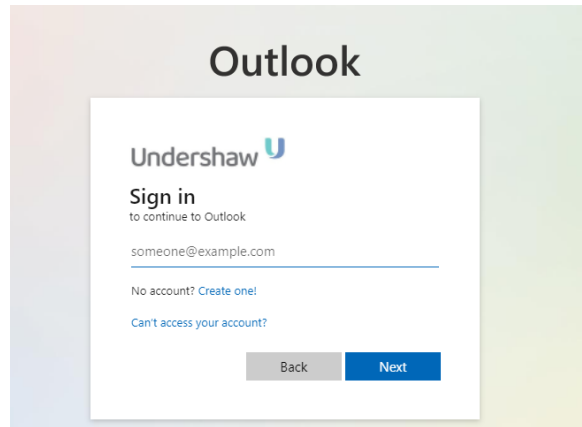 Outlook
Undershaw
Sign in
to continue to Outlook
someone@example.com
No account? Create one!
Can't access your account?
Back Next